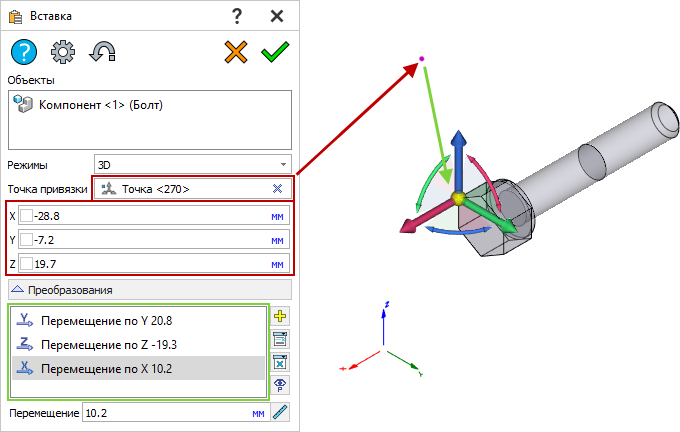 Вставка
?
?
Объекты
Компонент <1> (Болт)
Режимы 3D
Точка привязки Точка <270>
X -28.8 мм
Y -7.2 мм
Z 19.7 мм
Преобразования
Y Перемещение по Y 20.8
Z Перемещение по Z -19.3
X Перемещение по X 10.2
P
Перемещение 10.2 мм
Z
X
Y